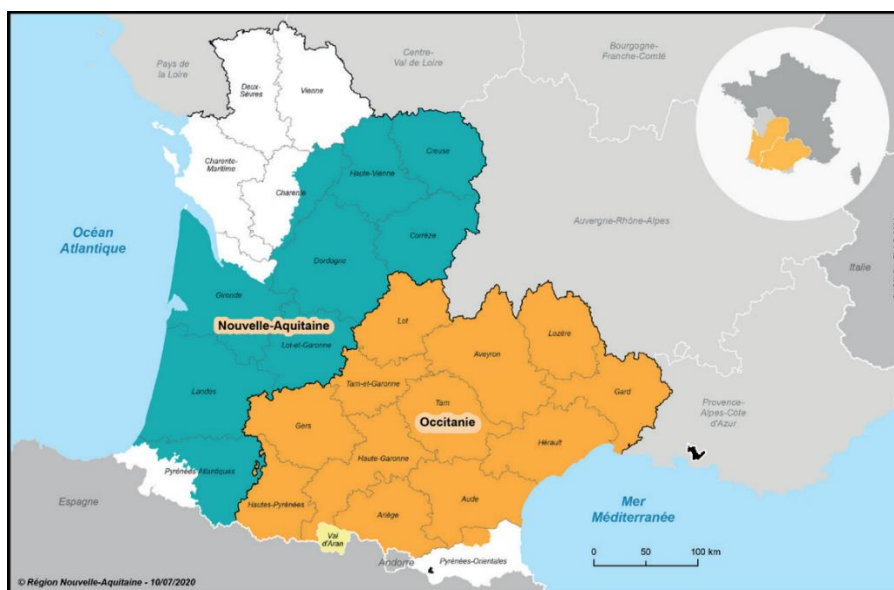 Pays de
la Loire
Centre-
Val de Loire
Bourgogne-
Franche-Comté
Deux-
Sèvres
Vienne
Charente-
Maritime
Charente
Haute-Vienne
Creuse
Océan
Atlantique
Auvergne-Rhône-Alpes
Corrèze
Dordogne
Italie
Gironde
Nouvelle-Aquitaine
Lot
Lozère
Lot-et-Garonne
Aveyron
Landes
Tarn-et-Garonne
Gard
Provence-
Alpes-Côte
d'Azur
Tarn
Gers
Occitanie
Hérault
Haute-Garonne
Pyrénées-Atlantiques
Espagne
Hautes-Pyrénées
Ariège
Aude
Mer
Méditerranée
Val
d'Aran
Andorre
Pyrénées-Orientales
0 50 100 km
© Région Nouvelle-Aquitaine - 10/07/2020